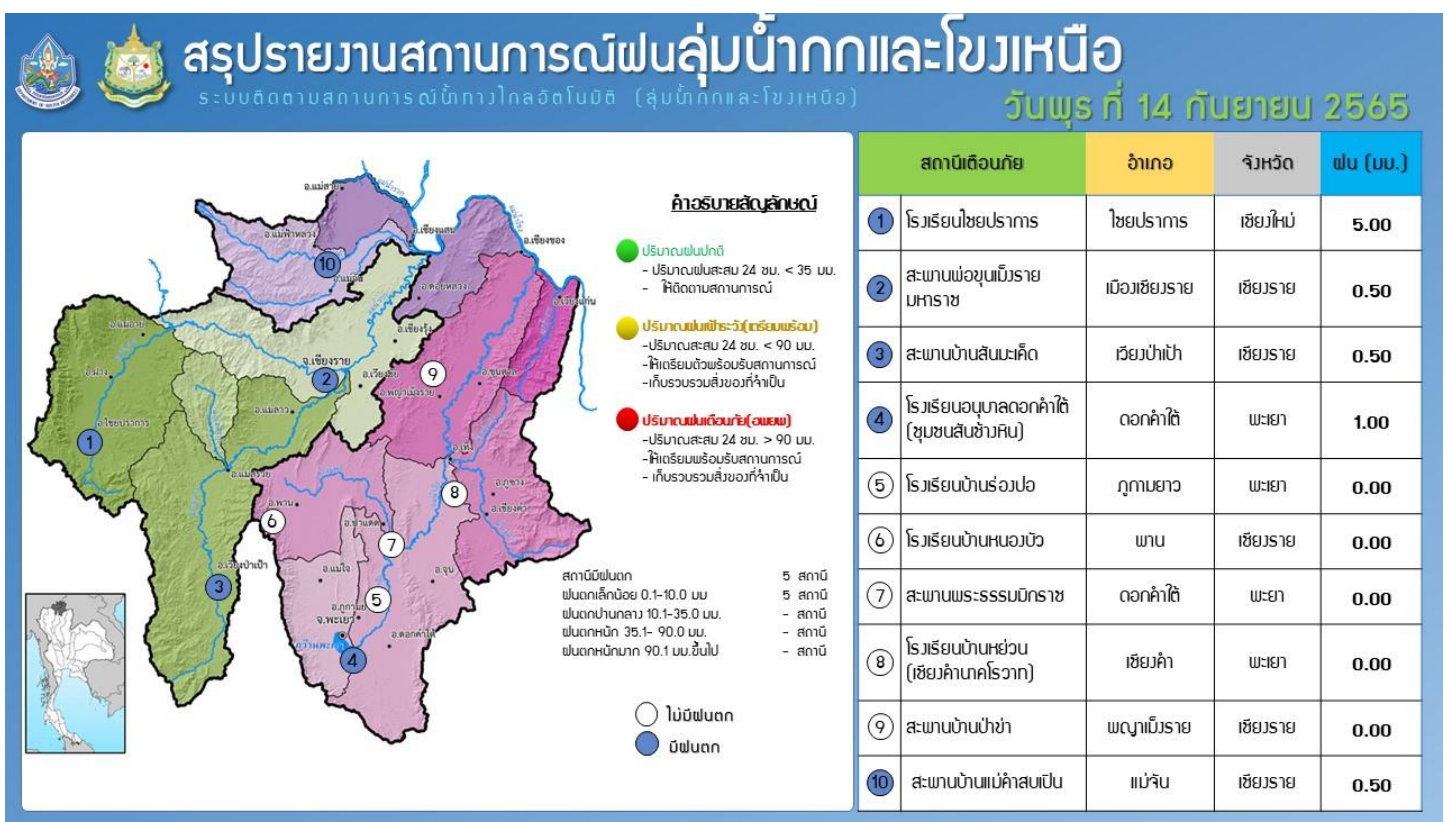 สรุปรายงานสถานการณ์ฝนลุ่มน้ำกกและโขงเหนือ
ระบบติดตามสถานการณ์น้ำทางไกลอัตโนมัติ (ลุ่มน้ำกกและโขงเหนือ)
วันพุธ ที่ 14 กันยายน 2565
อ.แม่สาย
อ.แม่ฟ้าหลวง
อ.เชียงแสน
อ.เชียงของ
10
อ.ดอยหลวง
อ.เวียงแก่น
อ.แม่อาย
อ.เชียงรุ้ง
จ.เชียงราย
2
9
อ.ขุนตาล
อ.ฝาง
อ.พญาเม็งราย
อ.แม่ลาว
อ.ไชยปราการ
1
อ.เทิง
อ.แม่สรวย
8
อ.ภูซาง
อ.พาน
6
อ.เชียงคำ
อ.ป่าแดด
7
อ.เวียงป่าเป้า
3
อ.แม่ใจ
อ.จุน
5
จ.พะเยา
อ.ดอกคำใต้
4
คำอธิบายสัญลักษณ์
ปริมาณฝนปกติ
- ปริมาณฝนสะสม 24 ชม. < 35 มม.
- ให้ติดตามสถานการณ์
ปริมาณฝนเฝ้าระวัง(เตรียมพร้อม)
-ปริมาณสะสม 24 ชม. < 90 มม.
-ให้เตรียมตัวพร้อมรับสถานการณ์
-เก็บรวบรวมสิ่งของที่จำเป็น
ปริมาณฝนเตือนภัย(อพยพ)
-ปริมาณสะสม 24 ชม. > 90 มม.
-ให้เตรียมพร้อมรับสถานการณ์
- เก็บรวบรวมสิ่งของที่จำเป็น
สถานีมีฝนตก 5 สถานี
ฝนตกเล็กน้อย 0.1-10.0 มม 5 สถานี
ฝนตกปานกลาง 10.1-35.0 มม. - สถานี
ฝนตกหนัก 35.1- 90.0 มม. - สถานี
ฝนตกหนักมาก 90.1 มม.ขึ้นไป - สถานี
ไม่มีฝนตก
มีฝนตก
สถานีเตือนภัย อำเภอ จังหวัด ฝน (มม.)
1 โรงเรียนไชยปราการ ไชยปราการ เชียงใหม่ 5.00
2 สะพานพ่อขุนเม็งราย
มหาราช เมืองเชียงราย เชียงราย 0.50
3 สะพานบ้านสันมะเค็ด เวียงป่าเป้า เชียงราย 0.50
4 โรงเรียนอนุบาลดอกคำใต้
(ชุมชนสันช้างหิน) ดอกคำใต้ พะเยา 1.00
5 โรงเรียนบ้านร่องปอ ภูกามยาว พะเยา 0.00
6 โรงเรียนบ้านหนองบัว พาน เชียงราย 0.00
7 สะพานพระธรรมมิกราช ดอกคำใต้ พะยา 0.00
8 โรงเรียนบ้านหย่วน
(เชียงคำนาคโรวาท) เชียงคำ พะเยา 0.00
9 สะพานบ้านป่าข่า พญาเม็งราย เชียงราย 0.00
10 สะพานบ้านแม่คำสบเปิน แม่จัน เชียงราย 0.50